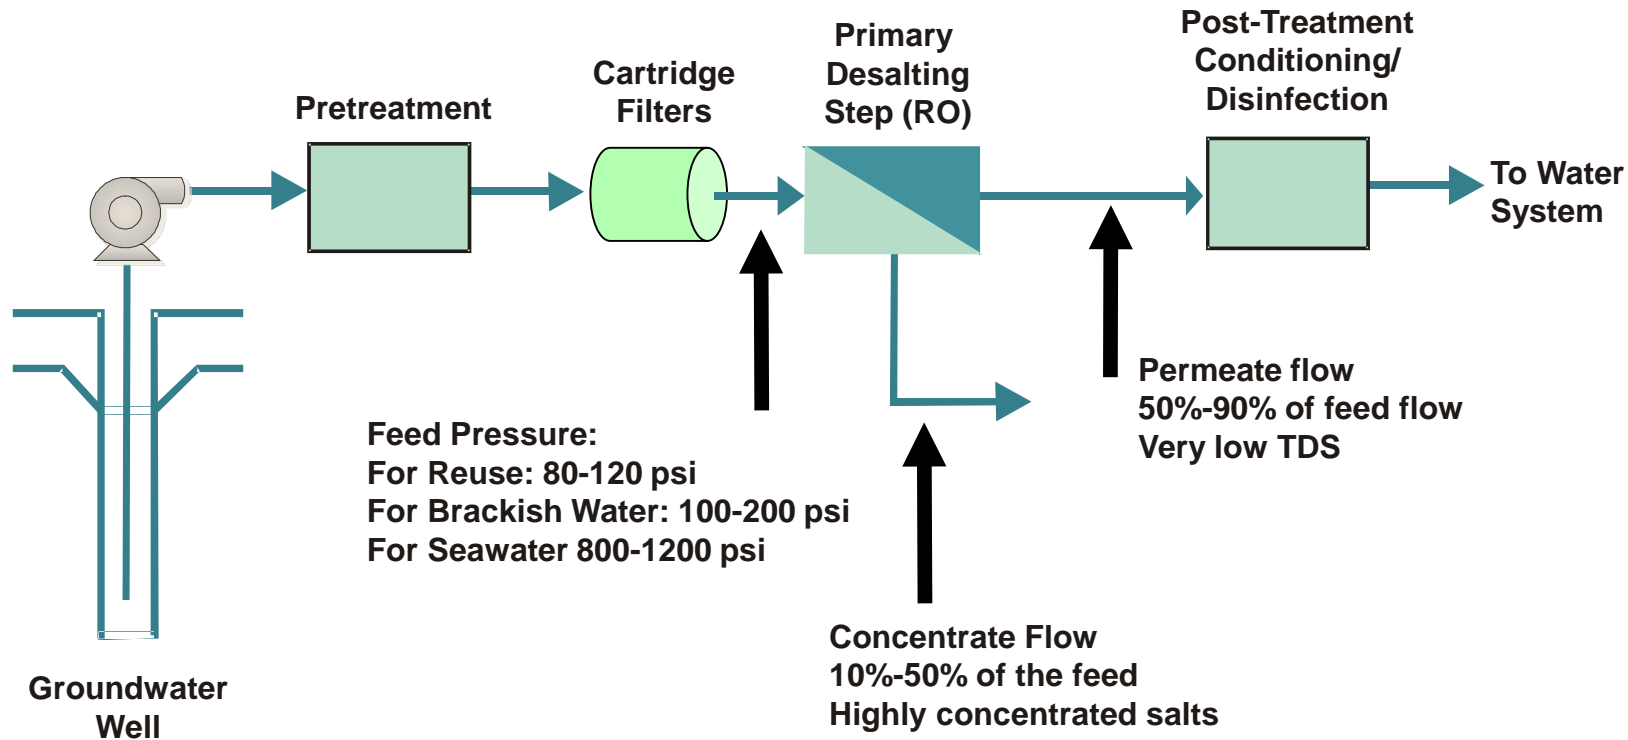 Post-Treatment
Conditioning/
Disinfection
Primary
Desalting
Step (RO)
Cartridge
Filters
Pretreatment
To Water
System
Permeate flow
50%-90% of feed flow
Very low TDS
Feed Pressure:
For Reuse: 80-120 psi
For Brackish Water: 100-200 psi
For Seawater 800-1200 psi
Concentrate Flow
10%-50% of the feed
Highly concentrated salts
Groundwater
Well